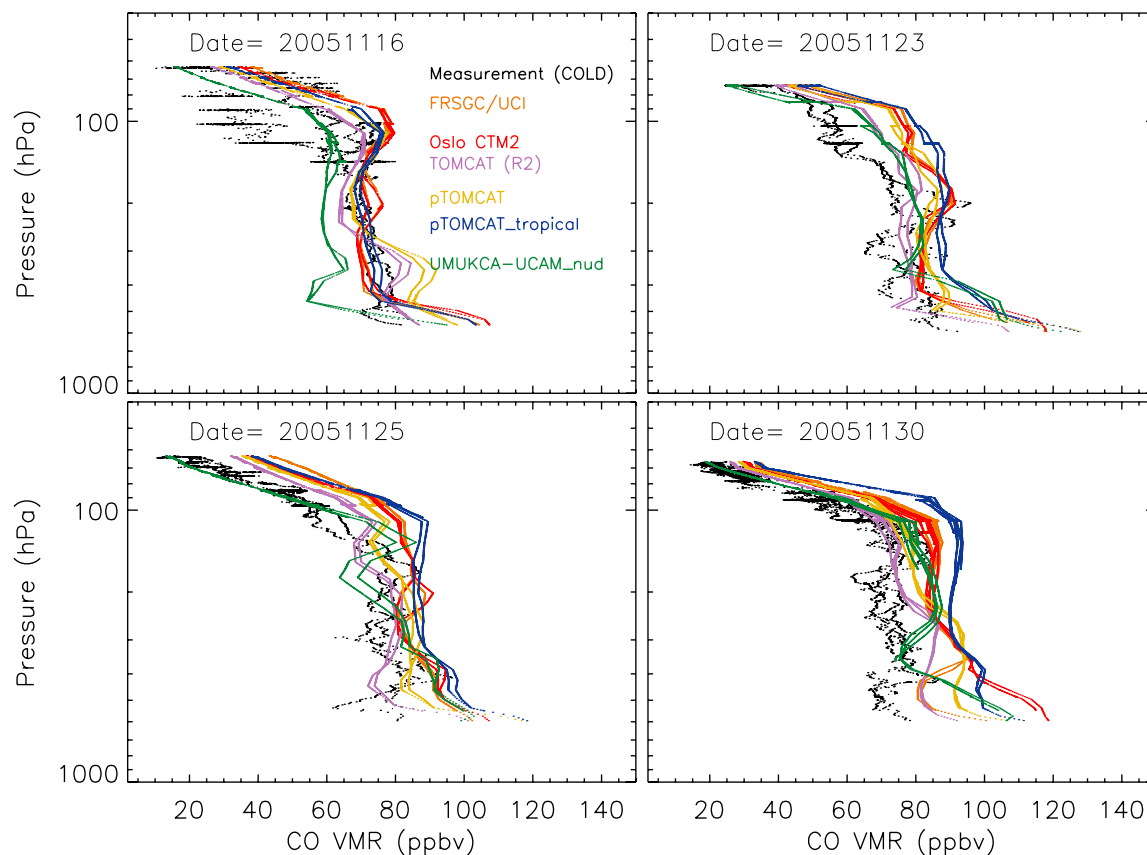 Date= 20051116
Date= 20051123
Measurement (COLD)
FRSGC/UCI
Oslo CTM2
TOMCAT (R2)
pTOMCAT
pTOMCAT_tropical
UMUKCA-UCAM_nud
Pressure (hPa)
100
1000
Date= 20051125
Date= 20051130
Pressure (hPa)
100
1000
20 40 60 80 100 120 140
20 40 60 80 100 120 140
CO VMR (ppbv)
CO VMR (ppbv)